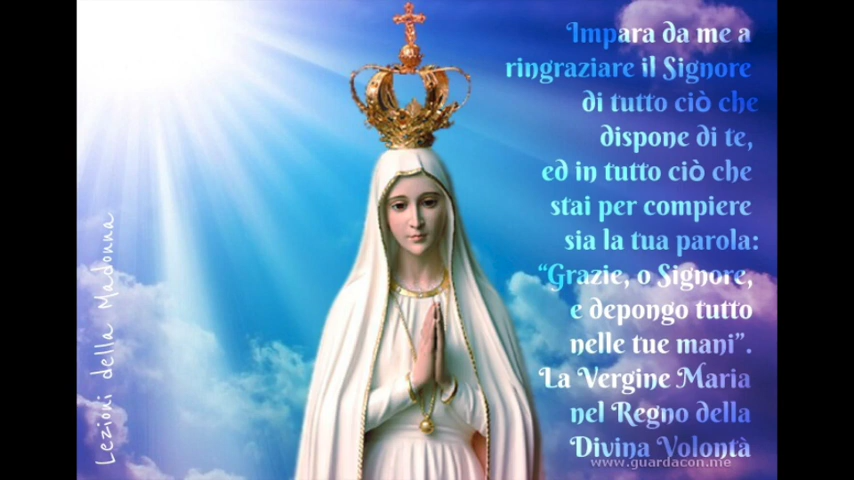 Impara da me a
ringraziare il Signore
di tutto ciò che
dispone di te,
ed in tutto ciò che
stai per compiere
sia la tua parola:
“Grazie, o Signore,
e depongo tutto
nelle tue mani”.
La Vergine Maria
nel Regno della
Divina Volontà
www.guardacon.me
Lezioni della Madonna